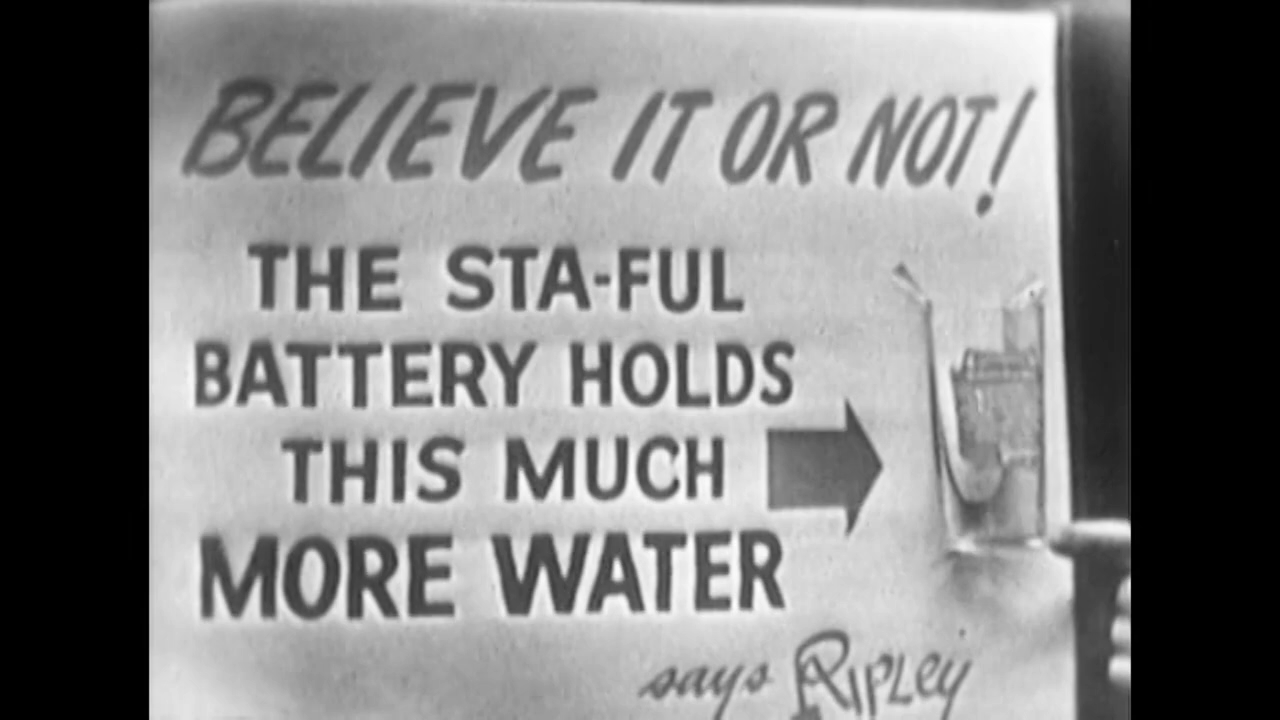 BELIEVE IT OR NOT!
THE STA-FUL
BATTERY HOLDS
THIS MUCH
MORE WATER
says RIPLEY